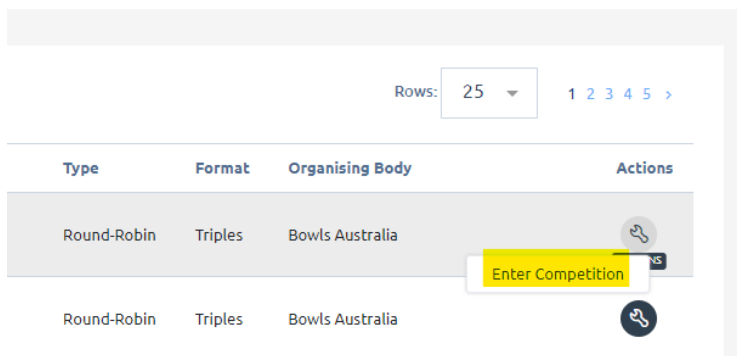 Rows: 25 1 2 3 4 5 >
Type Format Organising Body Actions
Round-Robin Triples Bowls Australia
NS
Enter Competition
Round-Robin Triples Bowls Australia